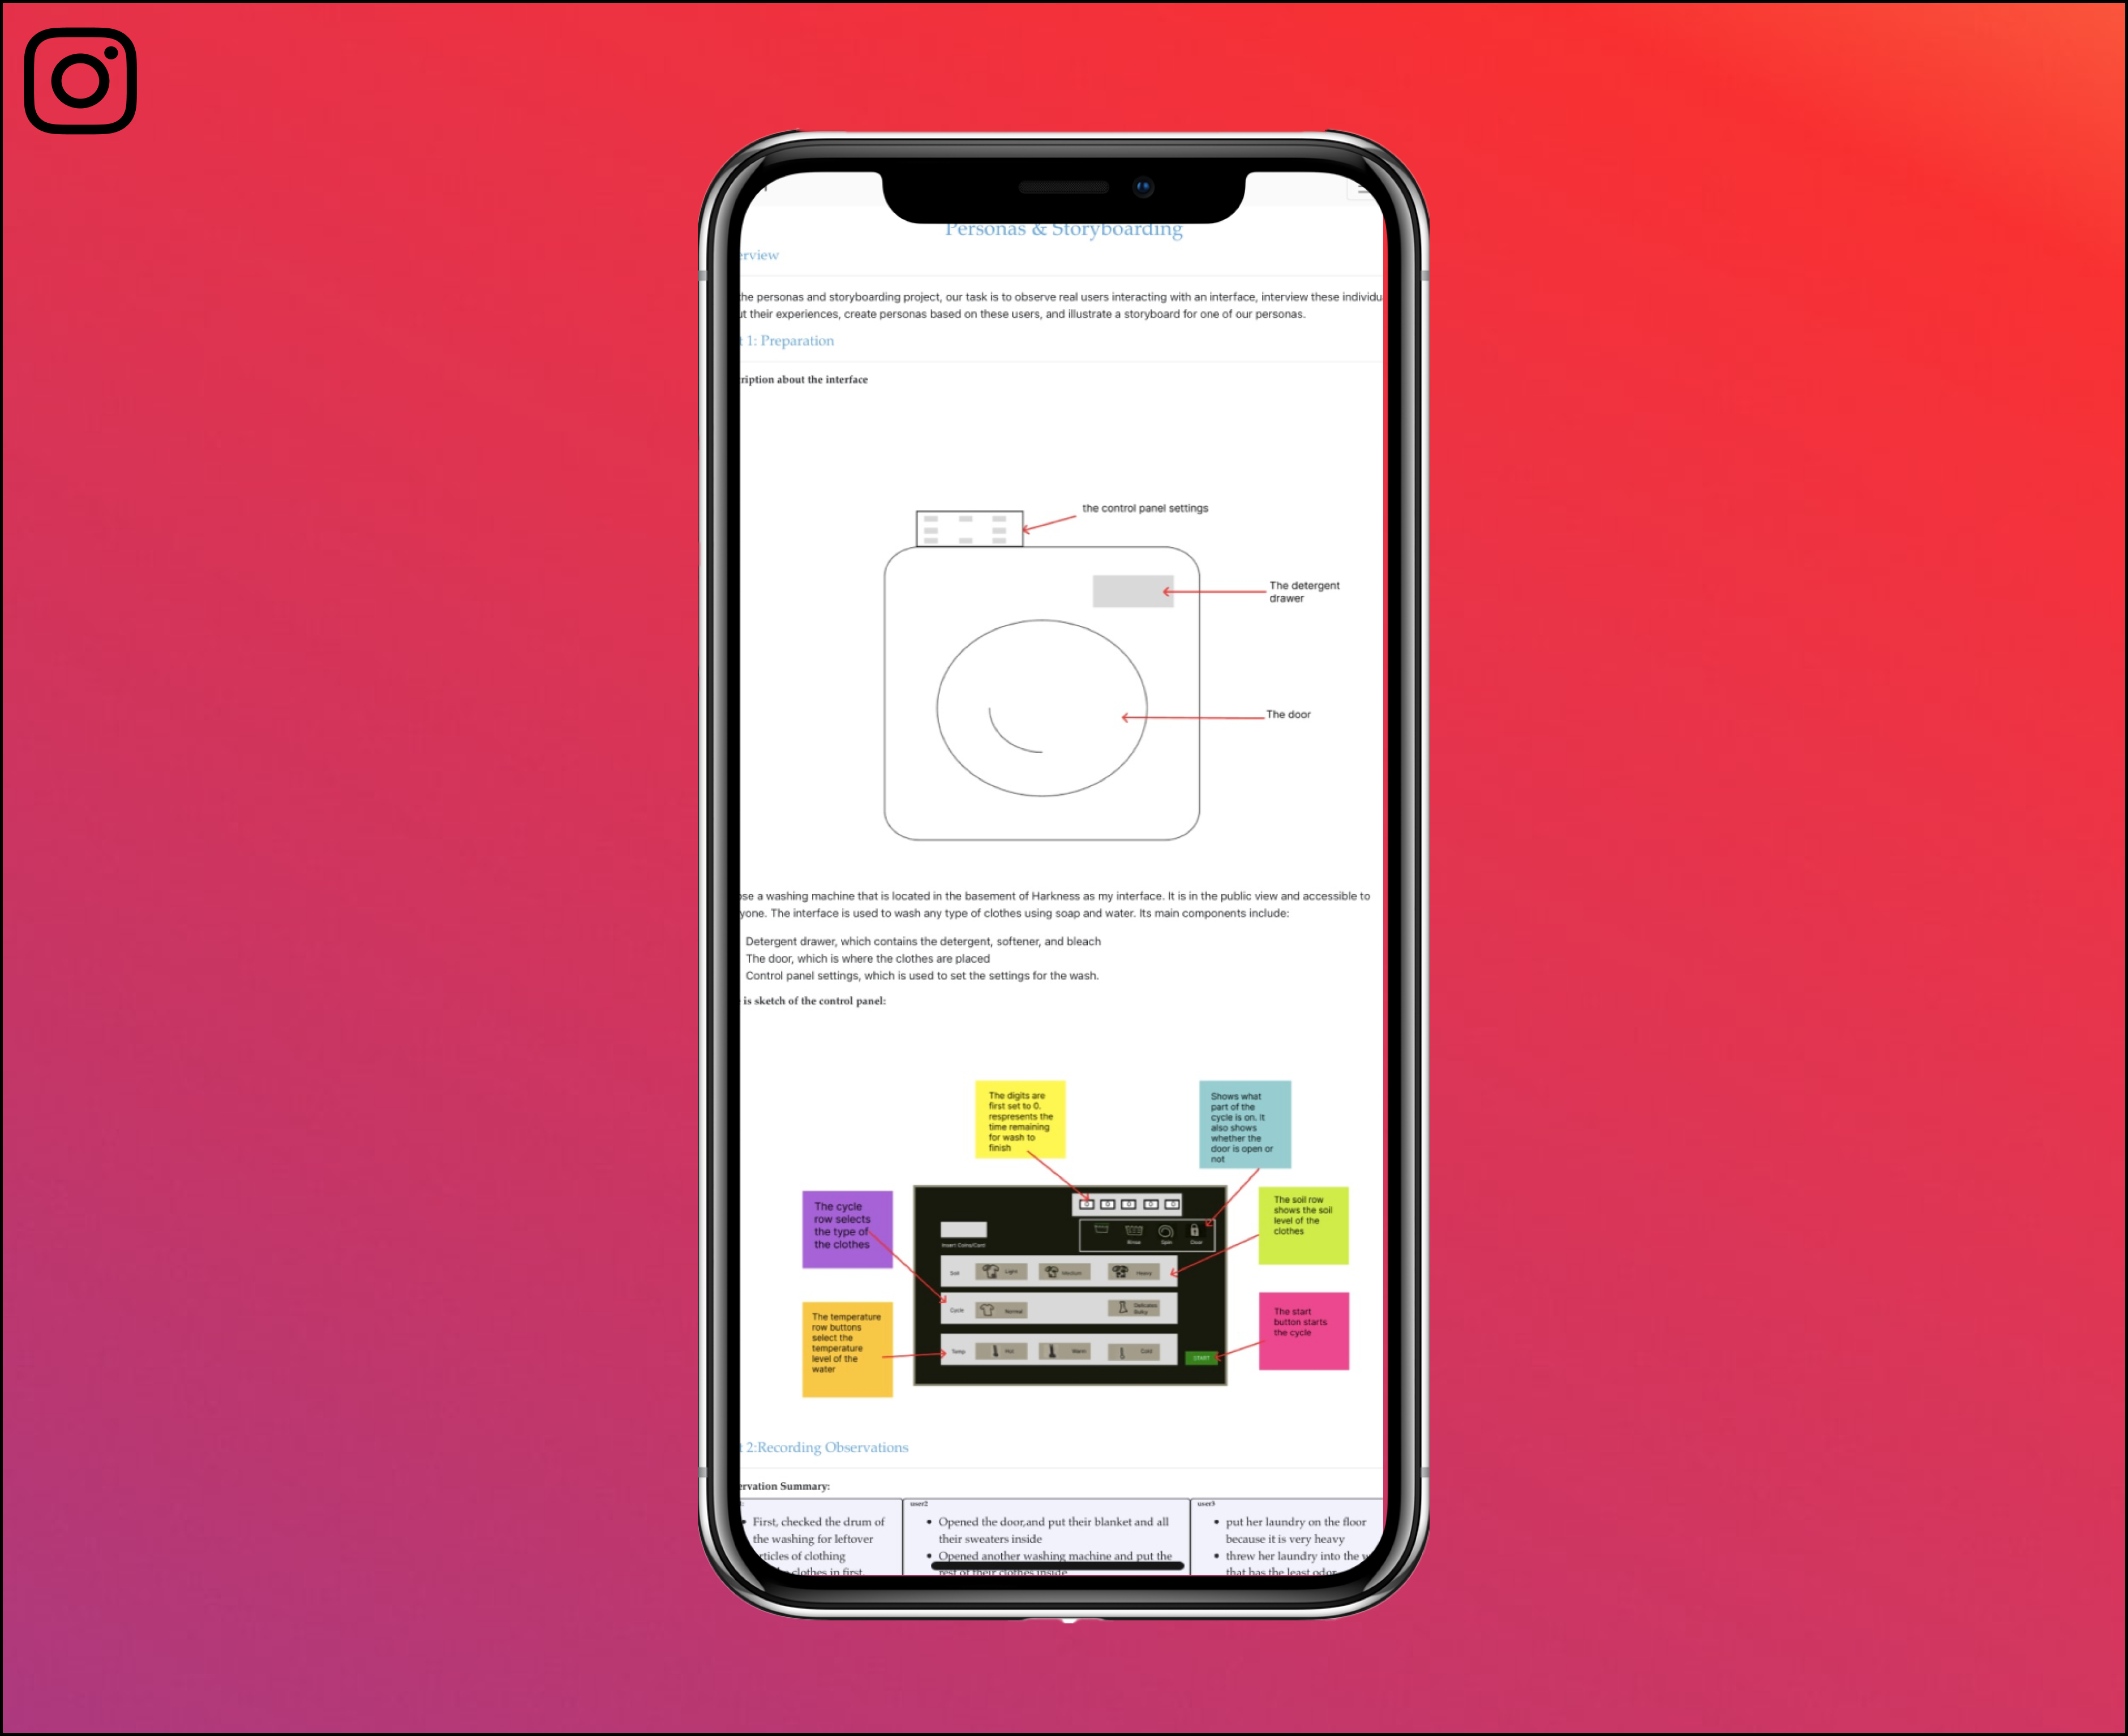 Personas & Storyboarding
erview
he personas and storyboarding project, our task is to observe real users interacting with an interface, interview these individu
t their experiences, create personas based on these users, and illustrate a storyboard for one of our personas.
t 1: Preparation
ription about the interface
the control panel settings
The detergent
drawer
The door
se a washing machine that is located in the basement of Harkness as my interface. It is in the public view and accessible to
yone. The interface is used to wash any type of clothes using soap and water. Its main components include:
Detergent drawer, which contains the detergent, softener, and bleach
The door, which is where the clothes are placed
Control panel settings, which is used to set the settings for the wash.
is sketch of the control panel:
The digits are
first set to 0.
respresents the
time remaining
for wash to
finish
Shows what
part of the
cycle is on. It
also shows
whether the
door is open or
not
The cycle
row selects
the type of
the clothes
The soil row
shows the soil
level of the
clothes
The temperature
row buttons
select the
temperature
level of the
water
The start
button starts
the cycle
0 0 0 0 0
Insert Coins/Card
Rinse Spin Door
Soil Light Medium Heavy
Cycle Normal Delicates
Bulky
Temp Hot Warm Cold
START
t 2:Recording Observations
ervation Summary:
user2
user3
First, checked the drum of
the washing for leftover
rticles of clothing
clothes in first.
Opened the door,and put their blanket and all
their sweaters inside
Opened another washing machine and put the
rest of their clothes inside
put her laundry on the floor
because it is very heavy
threw her laundry into the w
that has the least odor